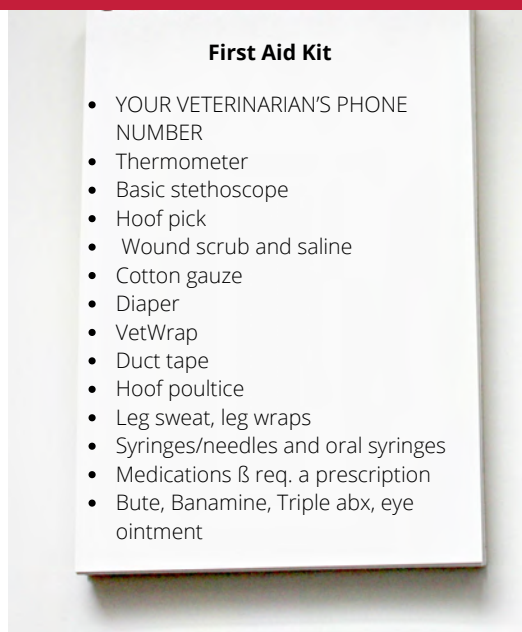 First Aid Kit
• YOUR VETERINARIAN’S PHONE
NUMBER
• Thermometer
• Basic stethoscope
• Hoof pick
• Wound scrub and saline
• Cotton gauze
• Diaper
• VetWrap
• Duct tape
• Hoof poultice
• Leg sweat, leg wraps
• Syringes/needles and oral syringes
• Medications ß req. a prescription
• Bute, Banamine, Triple abx, eye
ointment